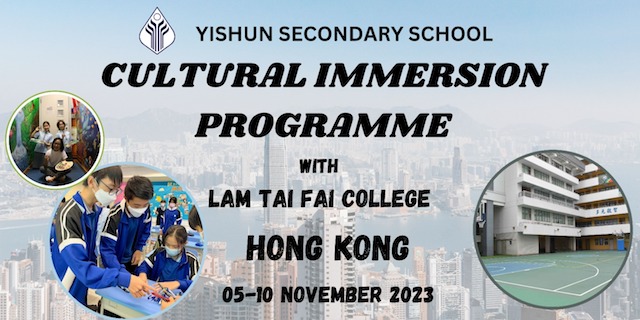 YISHUN SECONDARY SCHOOL
CULTURAL IMMERSION
PROGRAMME
WITH
LAM TAI FAI COLLEGE
HONG KONG
05-10 NOVEMBER 2023